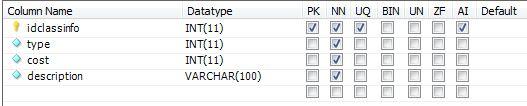 Column Name Datatype PK NN UQ BIN UN ZF AI Default
idclassinfo INT(11)
type INT(11)
cost INT(11)
description VARCHAR(100)